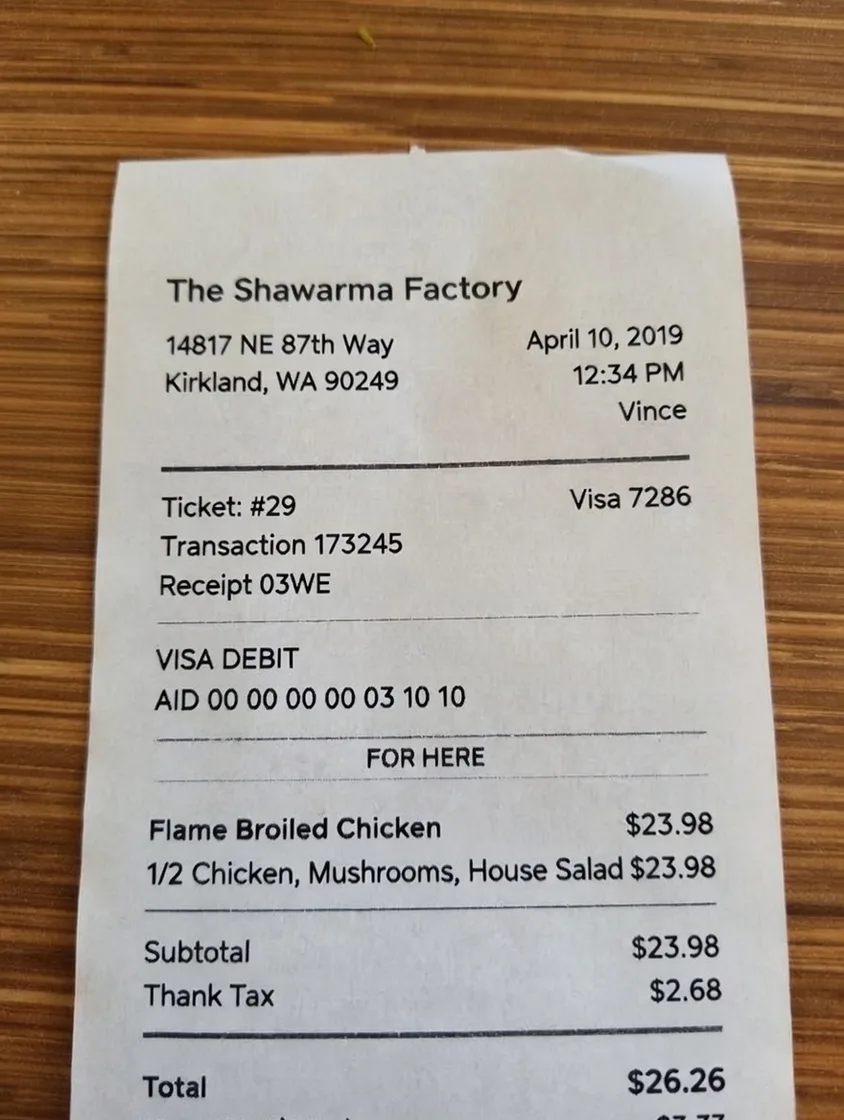 The Shawarma Factory
14817 NE 87th Way April 10, 2019
Kirkland, WA 90249 12:34 PM
Vince
Ticket: #29 Visa 7286
Transaction 173245
Receipt 03WE
VISA DEBIT
AID 00 00 00 00 03 10 10
FOR HERE
Flame Broiled Chicken $23.98
1/2 Chicken, Mushrooms, House Salad $23.98
Subtotal $23.98
Thank Tax $2.68
Total $26.26